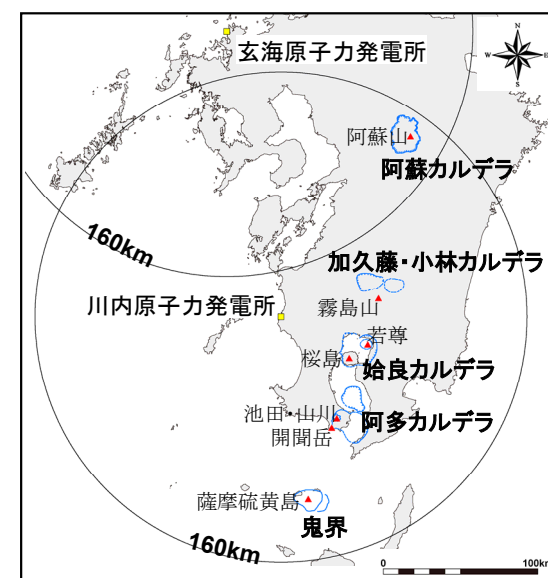 玄海原子力発電所
N
W
E
S
阿蘇山
阿蘇カルデラ
160km
加久藤・小林カルデラ
川内原子力発電所
霧島山
若尊
桜島
姶良カルデラ
池田・山川
阿多カルデラ
開聞岳
薩摩硫黄島
鬼界
160km
0
100km